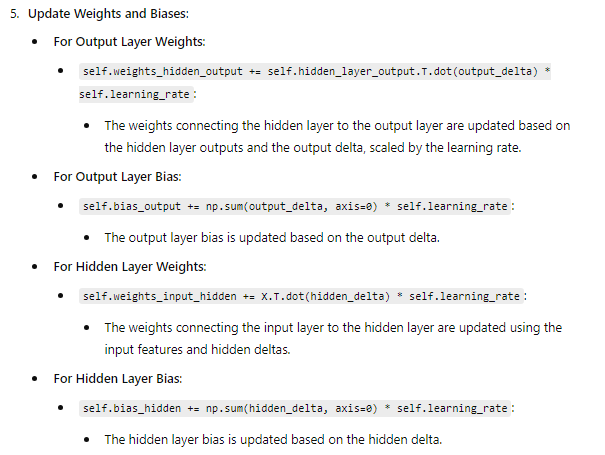 5. Update Weights and Biases:
• For Output Layer Weights:
• self.weights_hidden_output += self.hidden_layer_output.T.dot(output_delta) *
self.learning_rate :
• The weights connecting the hidden layer to the output layer are updated based on
the hidden layer outputs and the output delta, scaled by the learning rate.
• For Output Layer Bias:
• self.bias_output += np.sum(output_delta, axis=0) * self.learning_rate :
• The output layer bias is updated based on the output delta.
• For Hidden Layer Weights:
• self.weights_input_hidden += X.T.dot(hidden_delta) * self.learning_rate :
• The weights connecting the input layer to the hidden layer are updated using the
input features and hidden deltas.
• For Hidden Layer Bias:
• self.bias_hidden += np.sum(hidden_delta, axis=0) * self.learning_rate :
• The hidden layer bias is updated based on the hidden delta.